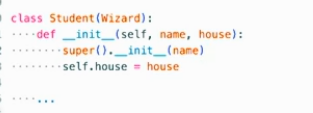 class Student(Wizard):
    def __init__(self, name, house):
        super().__init__(name)
        self.house = house
    ...